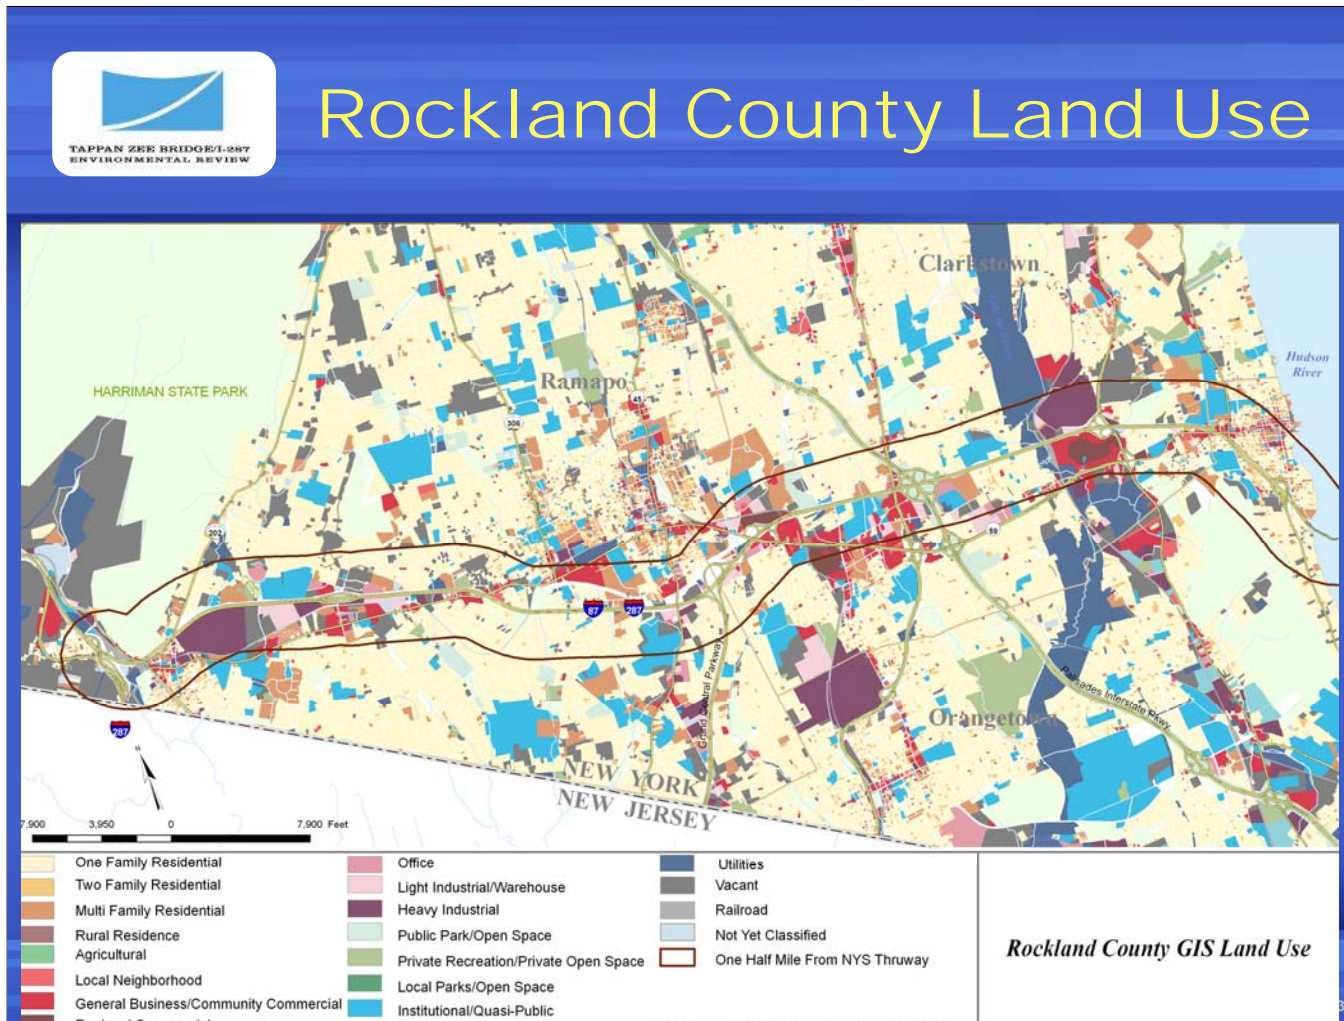 Rockland County Land Use
TAPPAN ZEE BRIDGE/I-287
ENVIRONMENTAL REVIEW
Clarkstown
Hudson
River
HARRIMAN STATE PARK
Ramapo
45
306
202
59
87
287
Grand Central Parkway
Palisades Interstate Pkwy
Orangetown
287
N
NEW YORK
NEW JERSEY
7,900 3,950 0 7,900 Feet
One Family Residential
Two Family Residential
Multi Family Residential
Rural Residence
Agricultural
Local Neighborhood
General Business/Community Commercial
Office
Light Industrial/Warehouse
Heavy Industrial
Public Park/Open Space
Private Recreation/Private Open Space
Local Parks/Open Space
Institutional/Quasi-Public
Utilities
Vacant
Railroad
Not Yet Classified
One Half Mile From NYS Thruway
Rockland County GIS Land Use
3